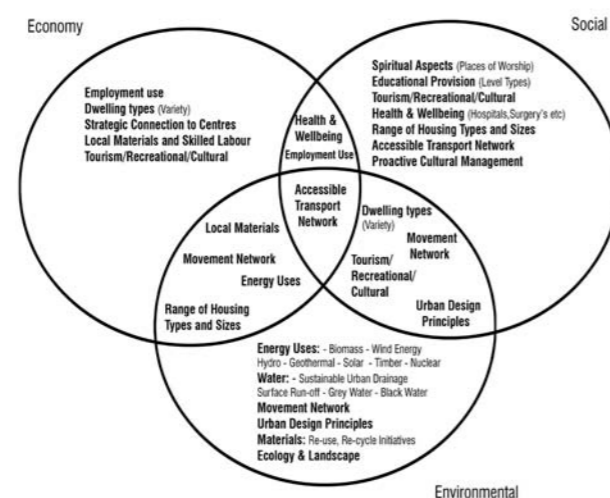 Economy
Social
Employment use
Dwelling types (Variety)
Strategic Connection to Centres
Local Materials and Skilled Labour
Tourism/Recreational/Cultural
Spiritual Aspects (Places of Worship)
Educational Provision (Level Types)
Tourism/Recreational/Cultural
Health & Wellbeing (Hospitals,Surgery's etc)
Range of Housing Types and Sizes
Accessible Transport Network
Proactive Cultural Management
Health &
Wellbeing
Employment Use
Accessible
Transport
Network
Local Materials
Movement Network
Energy Uses
Range of Housing
Types and Sizes
Dwelling types
(Variety)
Movement
Network
Tourism/
Recreational/
Cultural
Urban Design
Principles
Energy Uses: - Biomass - Wind Energy
Hydro - Geothermal - Solar - Timber - Nuclear
Water: - Sustainable Urban Drainage
Surface Run-off - Grey Water - Black Water
Movement Network
Urban Design Principles
Materials: Re-use, Re-cycle Initiatives
Ecology & Landscape
Environmental